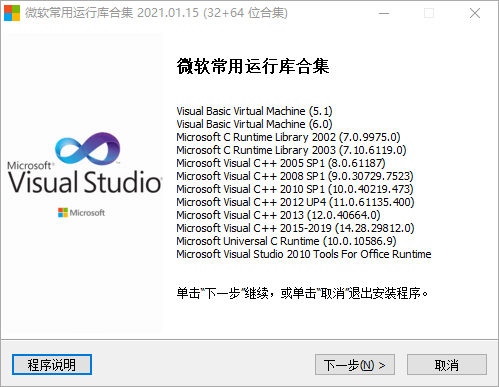 微软常用运行库合集 2021.01.15 (32+64 位合集)
微软常用运行库合集
Visual Basic Virtual Machine (5.1)
Visual Basic Virtual Machine (6.0)
Microsoft C Runtime Library 2002 (7.0.9975.0)
Microsoft C Runtime Library 2003 (7.10.6119.0)
Microsoft Visual C++ 2005 SP1 (8.0.61187)
Microsoft Visual C++ 2008 SP1 (9.0.30729.7523)
Microsoft Visual C++ 2010 SP1 (10.0.40219.473)
Microsoft Visual C++ 2012 UP4 (11.0.61135.400)
Microsoft Visual C++ 2013 (12.0.40664.0)
Microsoft Visual C++ 2015-2019 (14.28.29812.0)
Microsoft Universal C Runtime (10.0.10586.9)
Microsoft Visual Studio 2010 Tools For Office Runtime
Microsoft®
Visual Studio
Microsoft
单击“下一步”继续，或单击“取消”退出安装程序。
程序说明
下一步(N) >
取消